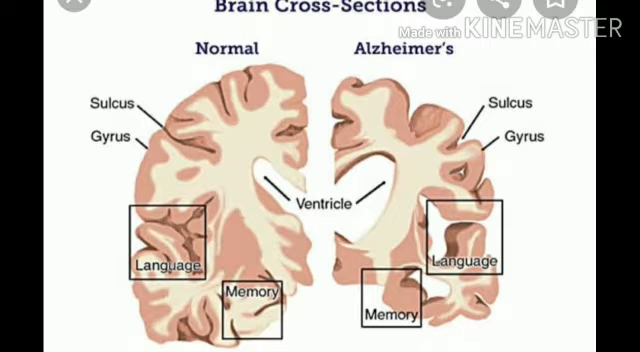 Brain Cross-Sections
Made with KINEMASTER
Normal
Alzheimer's
Sulcus
Gyrus
Sulcus
Gyrus
Ventricle
Language
Language
Memory
Memory